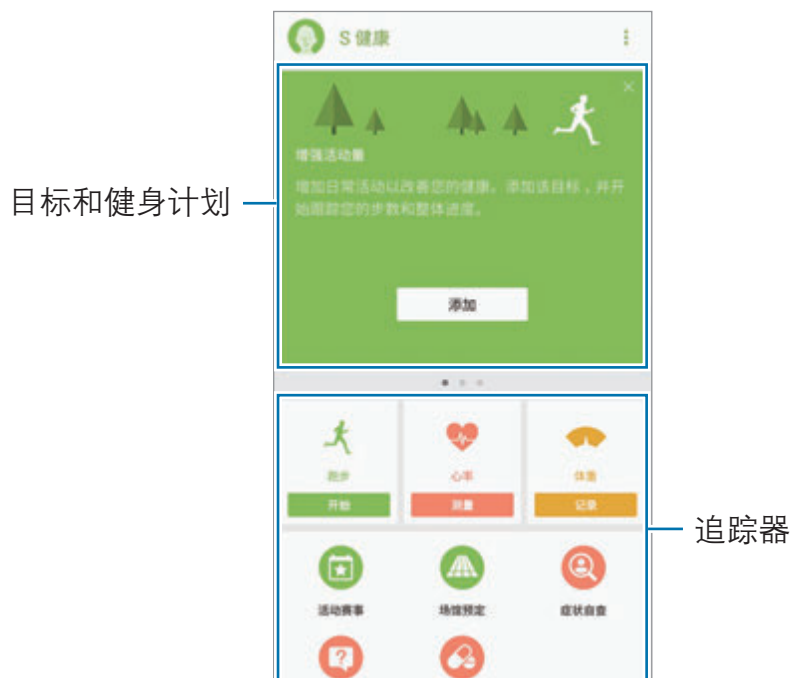 S 健康
增强活动量
增加日常活动以改善您的健康。添加该目标，并开
始跟踪您的步数和整体进度。
目标和健身计划
添加
跑步
心率
体重
开始
测量
记录
追踪器
活动赛事
场馆预定
症状自查